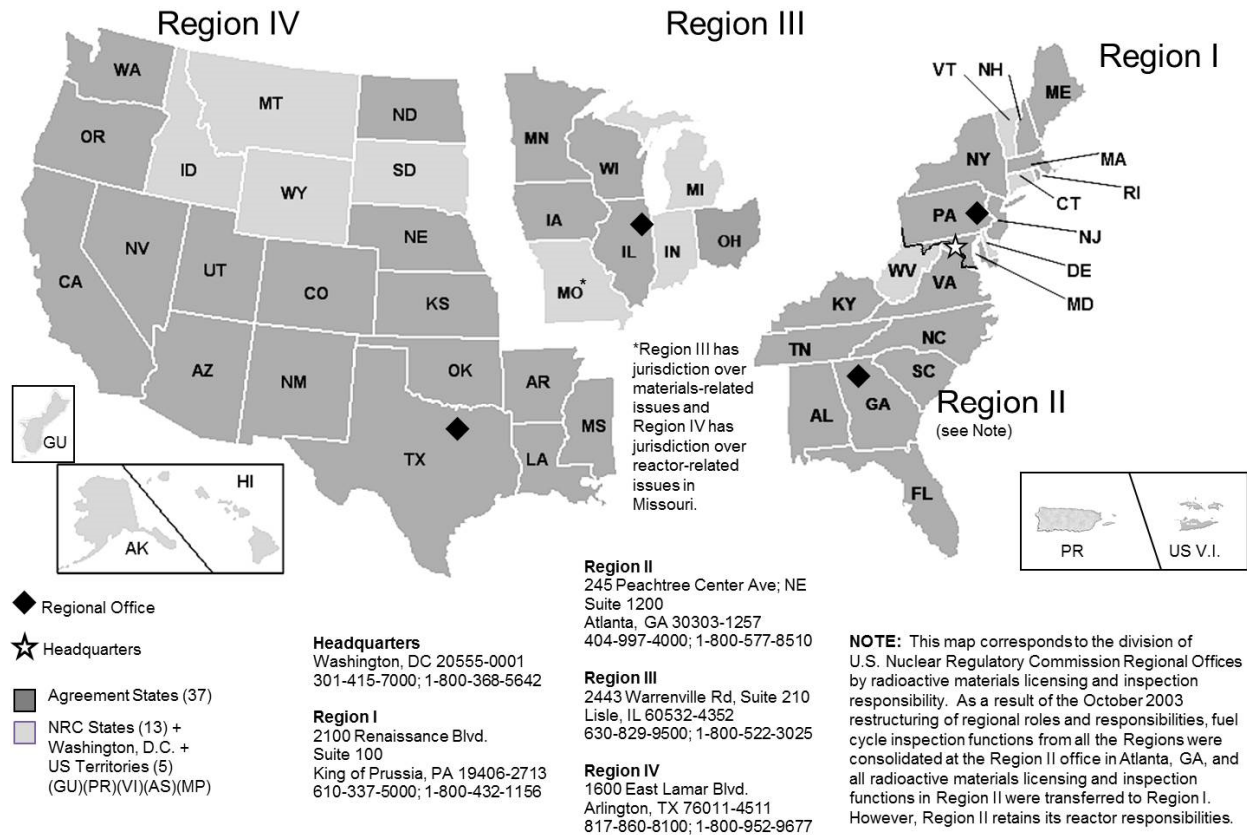 Region IV
Region III
Region I
WA
MT
ND
OR
ID
SD
WY
NE
NV
UT
CA
CO
KS
AZ
NM
OK
AR
MS
TX
LA
GU
HI
AK
MN
WI
MI
IA
IL
IN
OH
MO*
*Region III has
jurisdiction over
materials-related
issues and
Region IV has
jurisdiction over
reactor-related
issues in
Missouri.
VT
NH
ME
NY
MA
RI
CT
PA
NJ
DE
MD
WV
VA
KY
NC
TN
SC
AL
GA
FL
Region II
(see Note)
PR
US V.I.
Regional Office
Headquarters
Agreement States (37)
NRC States (13) +
Washington, D.C. +
US Territories (5)
(GU)(PR)(VI)(AS)(MP)
Headquarters
Washington, DC 20555-0001
301-415-7000; 1-800-368-5642
Region I
2100 Renaissance Blvd.
Suite 100
King of Prussia, PA 19406-2713
610-337-5000; 1-800-432-1156
Region II
245 Peachtree Center Ave; NE
Suite 1200
Atlanta, GA 30303-1257
404-997-4000; 1-800-577-8510
Region III
2443 Warrenville Rd, Suite 210
Lisle, IL 60532-4352
630-829-9500; 1-800-522-3025
Region IV
1600 East Lamar Blvd.
Arlington, TX 76011-4511
817-860-8100; 1-800-952-9677
NOTE: This map corresponds to the division of
U.S. Nuclear Regulatory Commission Regional Offices
by radioactive materials licensing and inspection
responsibility. As a result of the October 2003
restructuring of regional roles and responsibilities, fuel
cycle inspection functions from all the Regions were
consolidated at the Region II office in Atlanta, GA, and
all radioactive materials licensing and inspection
functions in Region II were transferred to Region I.
However, Region II retains its reactor responsibilities.